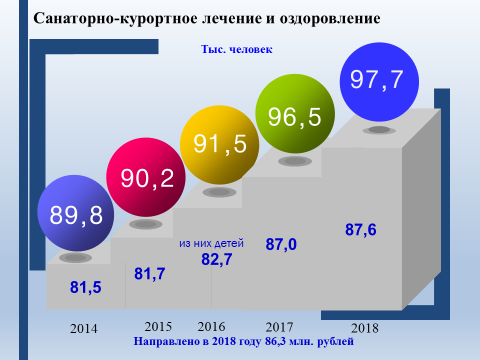 Санаторно-курортное лечение и оздоровление
Тыс. человек
97,7
96,5
91,5
90,2
89,8
из них детей
81,5
81,7
82,7
87,0
87,6
2014 2015 2016 2017 2018
Направлено в 2018 году 86,3 млн. рублей